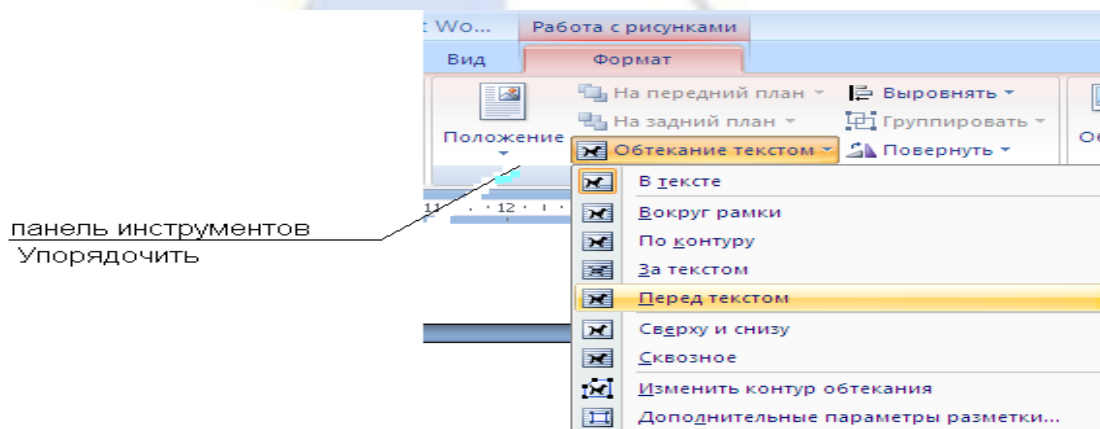 t Wo... Работа с рисунками
Вид Формат
Положение
На передний план
На задний план
Обтекание текстом
Выровнять
Группировать
Повернуть
Об
11 12
В тексте
Вокруг рамки
По контуру
За текстом
Перед текстом
Сверху и снизу
Сквозное
Изменить контур обтекания
Дополнительные параметры разметки...
панель инструментов
Упорядочить